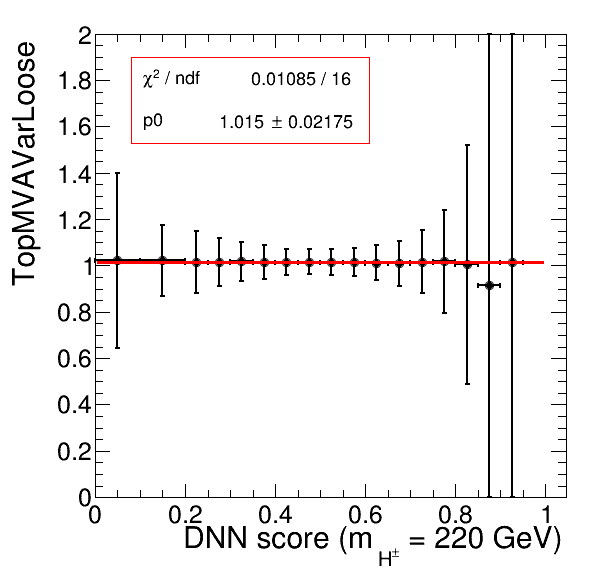 χ² / ndf 0.01085 / 16
p0 1.015 ± 0.02175
TopMVAVarLoose
2
1.8
1.6
1.4
1.2
1
0.8
0.6
0.4
0.2
0
0 0.2 0.4 0.6 0.8 1
DNN score (m_H± = 220 GeV)